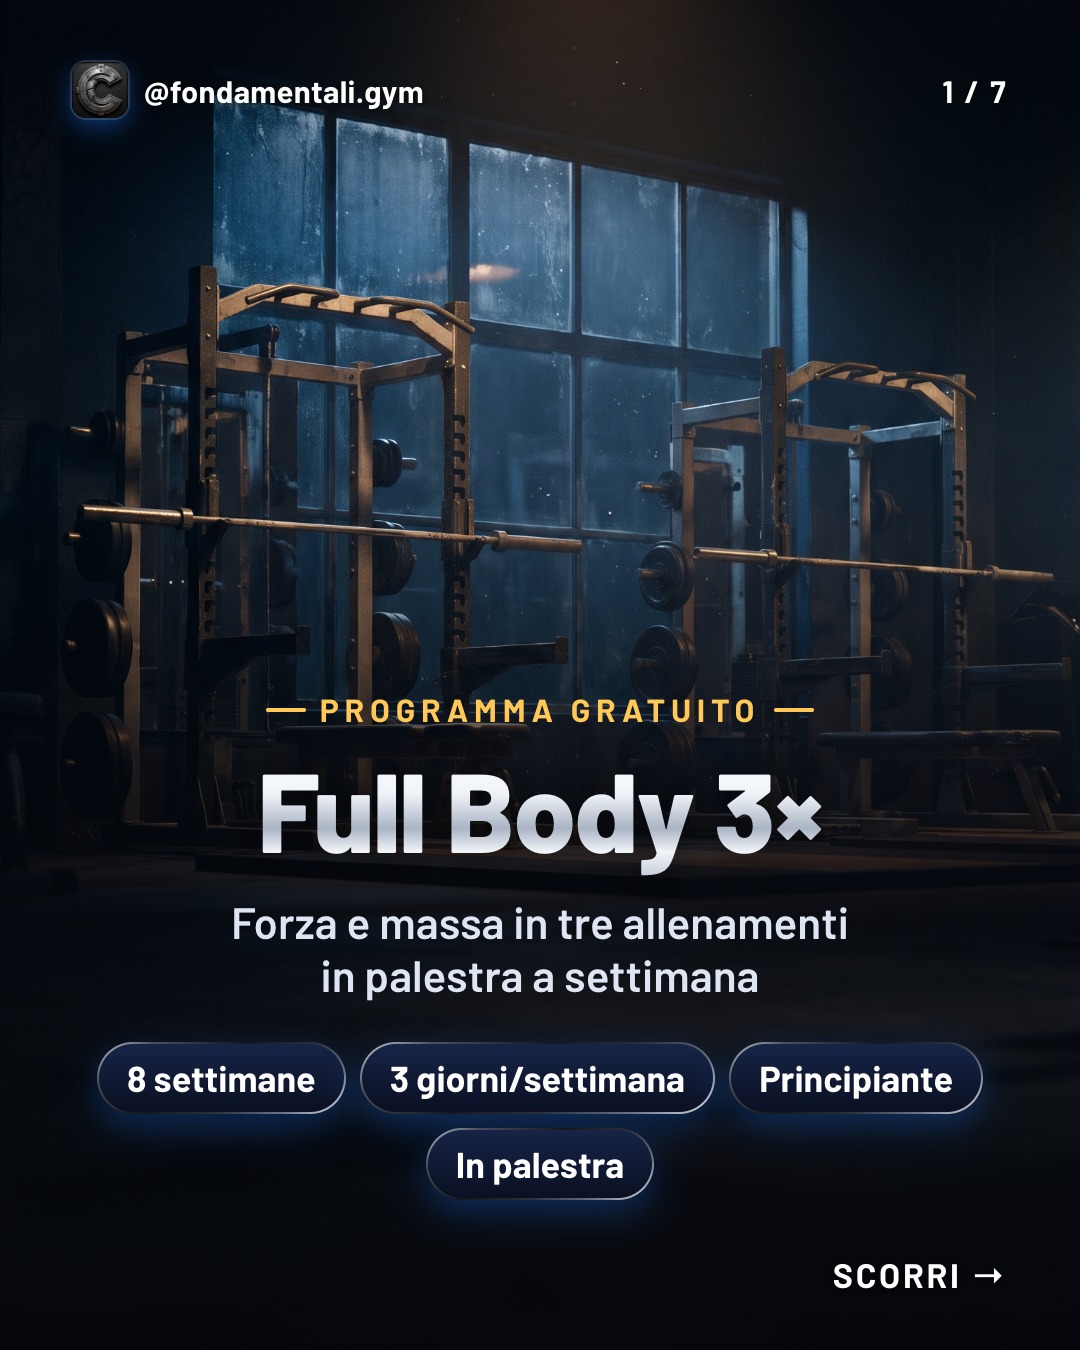 @fondamentali.gym
1 / 7
PROGRAMMA GRATUITO
Full Body 3×
Forza e massa in tre allenamenti
in palestra a settimana
8 settimane
3 giorni/settimana
Principiante
In palestra
SCORRI →